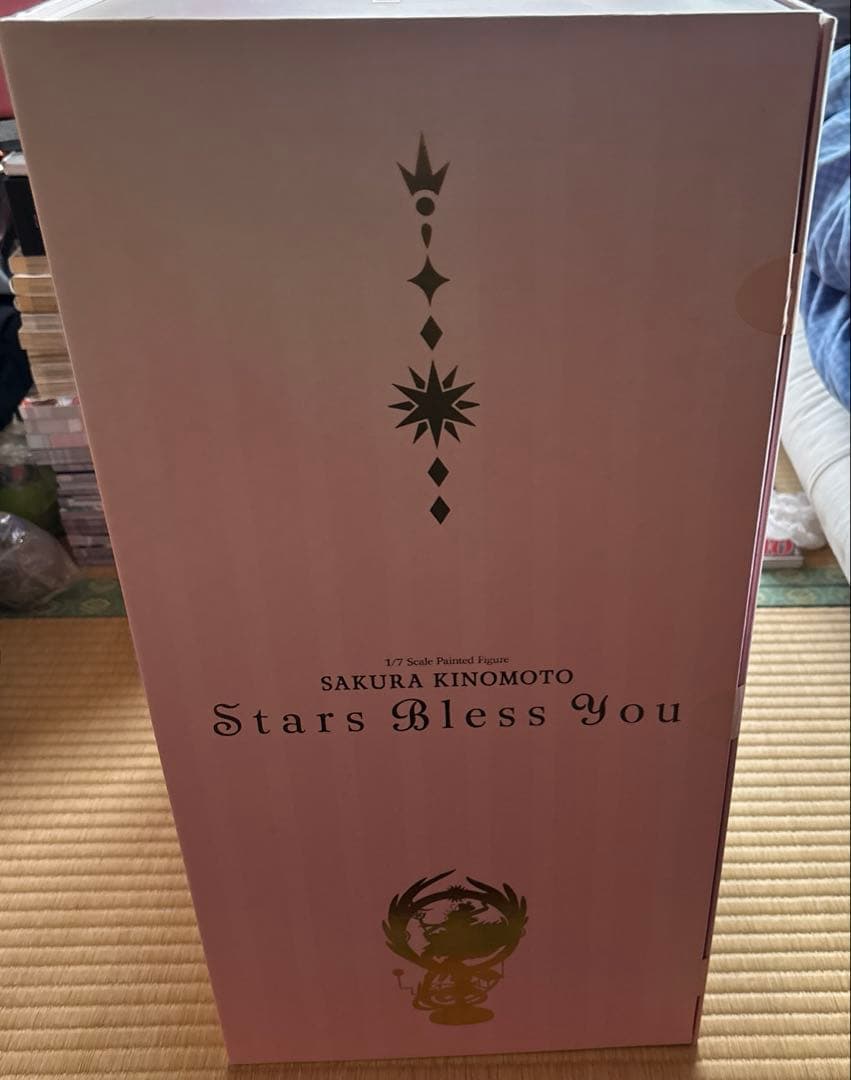 1/7 Scale Painted Figure
SAKURA KINOMOTO
Stars Bless You